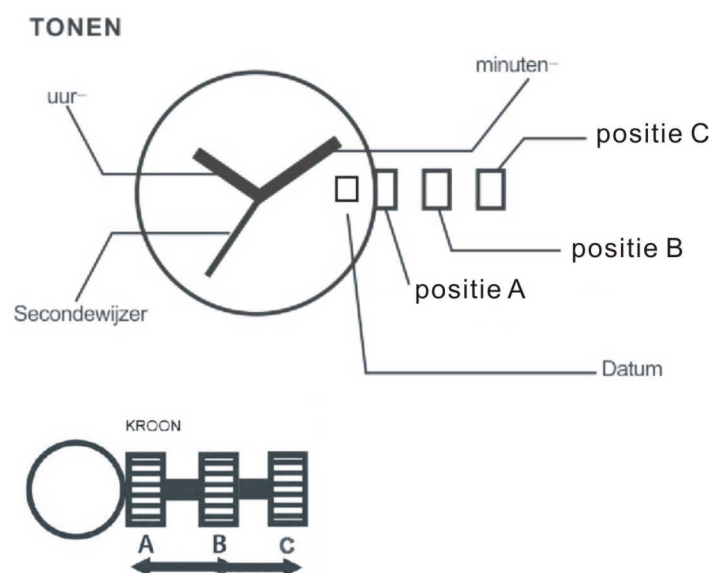 TONEN
minuten–
uur–
positie C
positie B
positie A
Secondewijzer
Datum
KROON
A B C